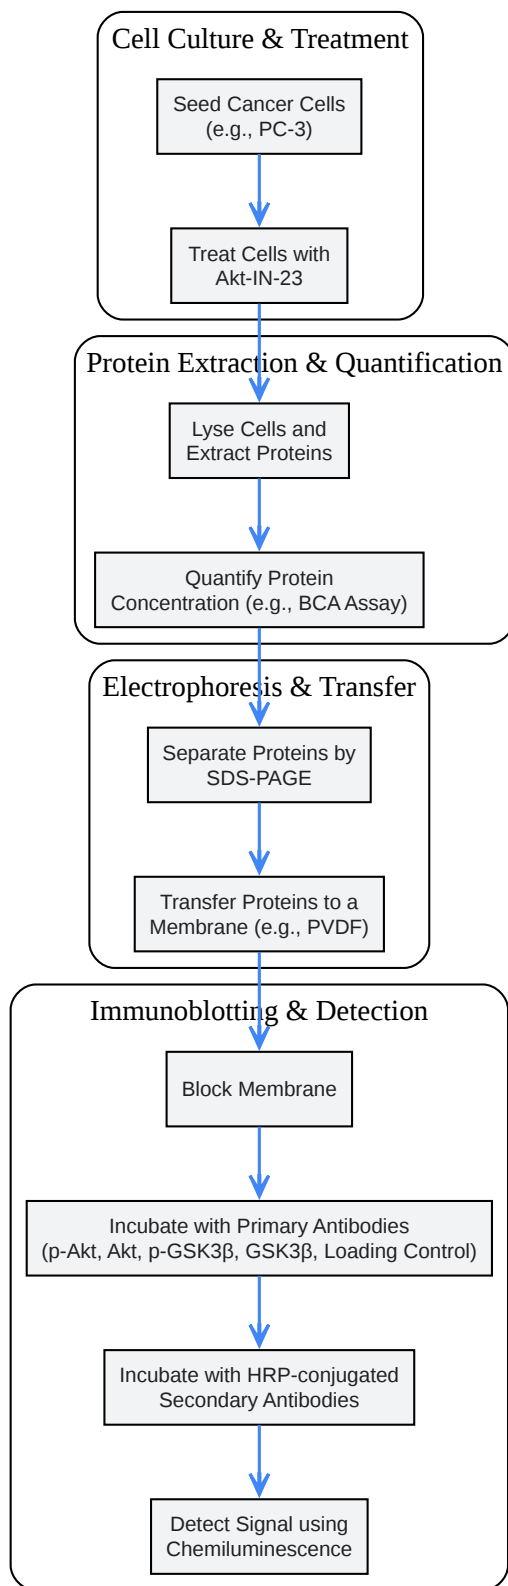 Cell Culture & Treatment
Seed Cancer Cells
(e.g., PC-3)
Treat Cells with
Akt-IN-23
Protein Extraction & Quantification
Lyse Cells and
Extract Proteins
Quantify Protein
Concentration (e.g., BCA Assay)
Electrophoresis & Transfer
Separate Proteins by
SDS-PAGE
Transfer Proteins to a
Membrane (e.g., PVDF)
Immunoblotting & Detection
Block Membrane
Incubate with Primary Antibodies
(p-Akt, Akt, p-GSK3β, GSK3β, Loading Control)
Incubate with HRP-conjugated
Secondary Antibodies
Detect Signal using
Chemiluminescence